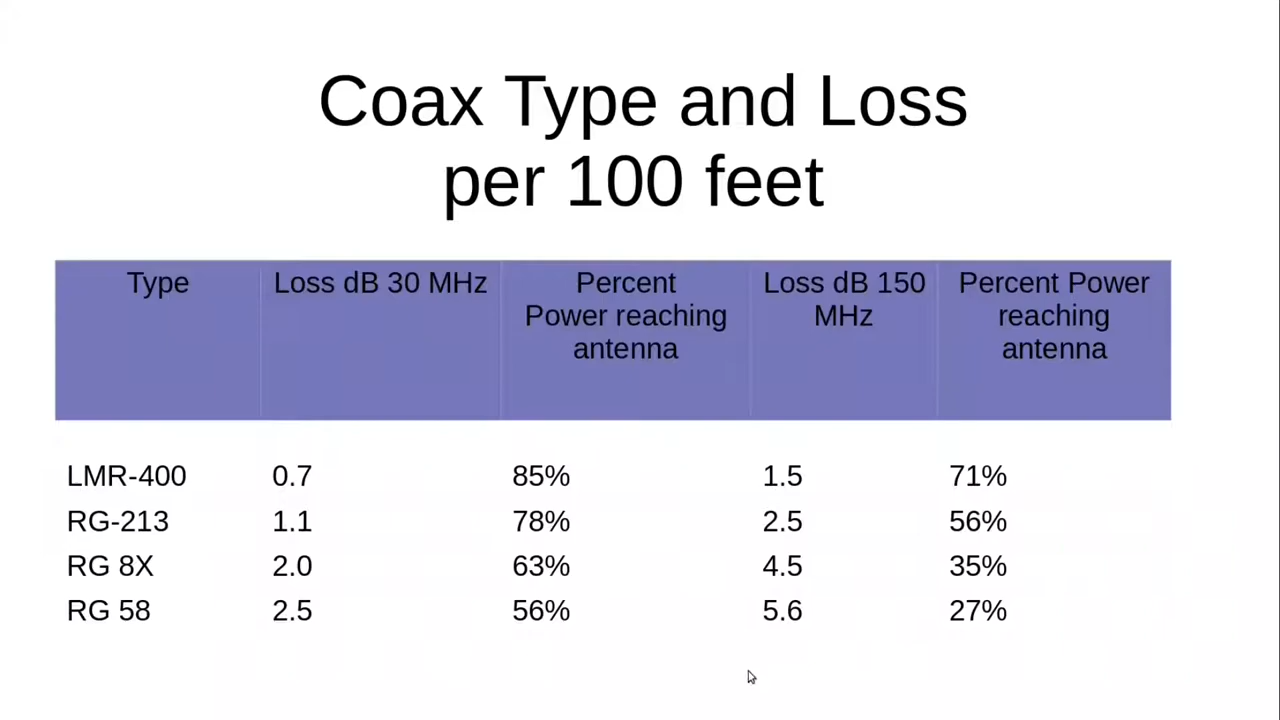 Coax Type and Loss
per 100 feet
Type Loss dB 30 MHz Percent Power reaching antenna Loss dB 150 MHz Percent Power reaching antenna
LMR-400 0.7 85% 1.5 71%
RG-213 1.1 78% 2.5 56%
RG 8X 2.0 63% 4.5 35%
RG 58 2.5 56% 5.6 27%